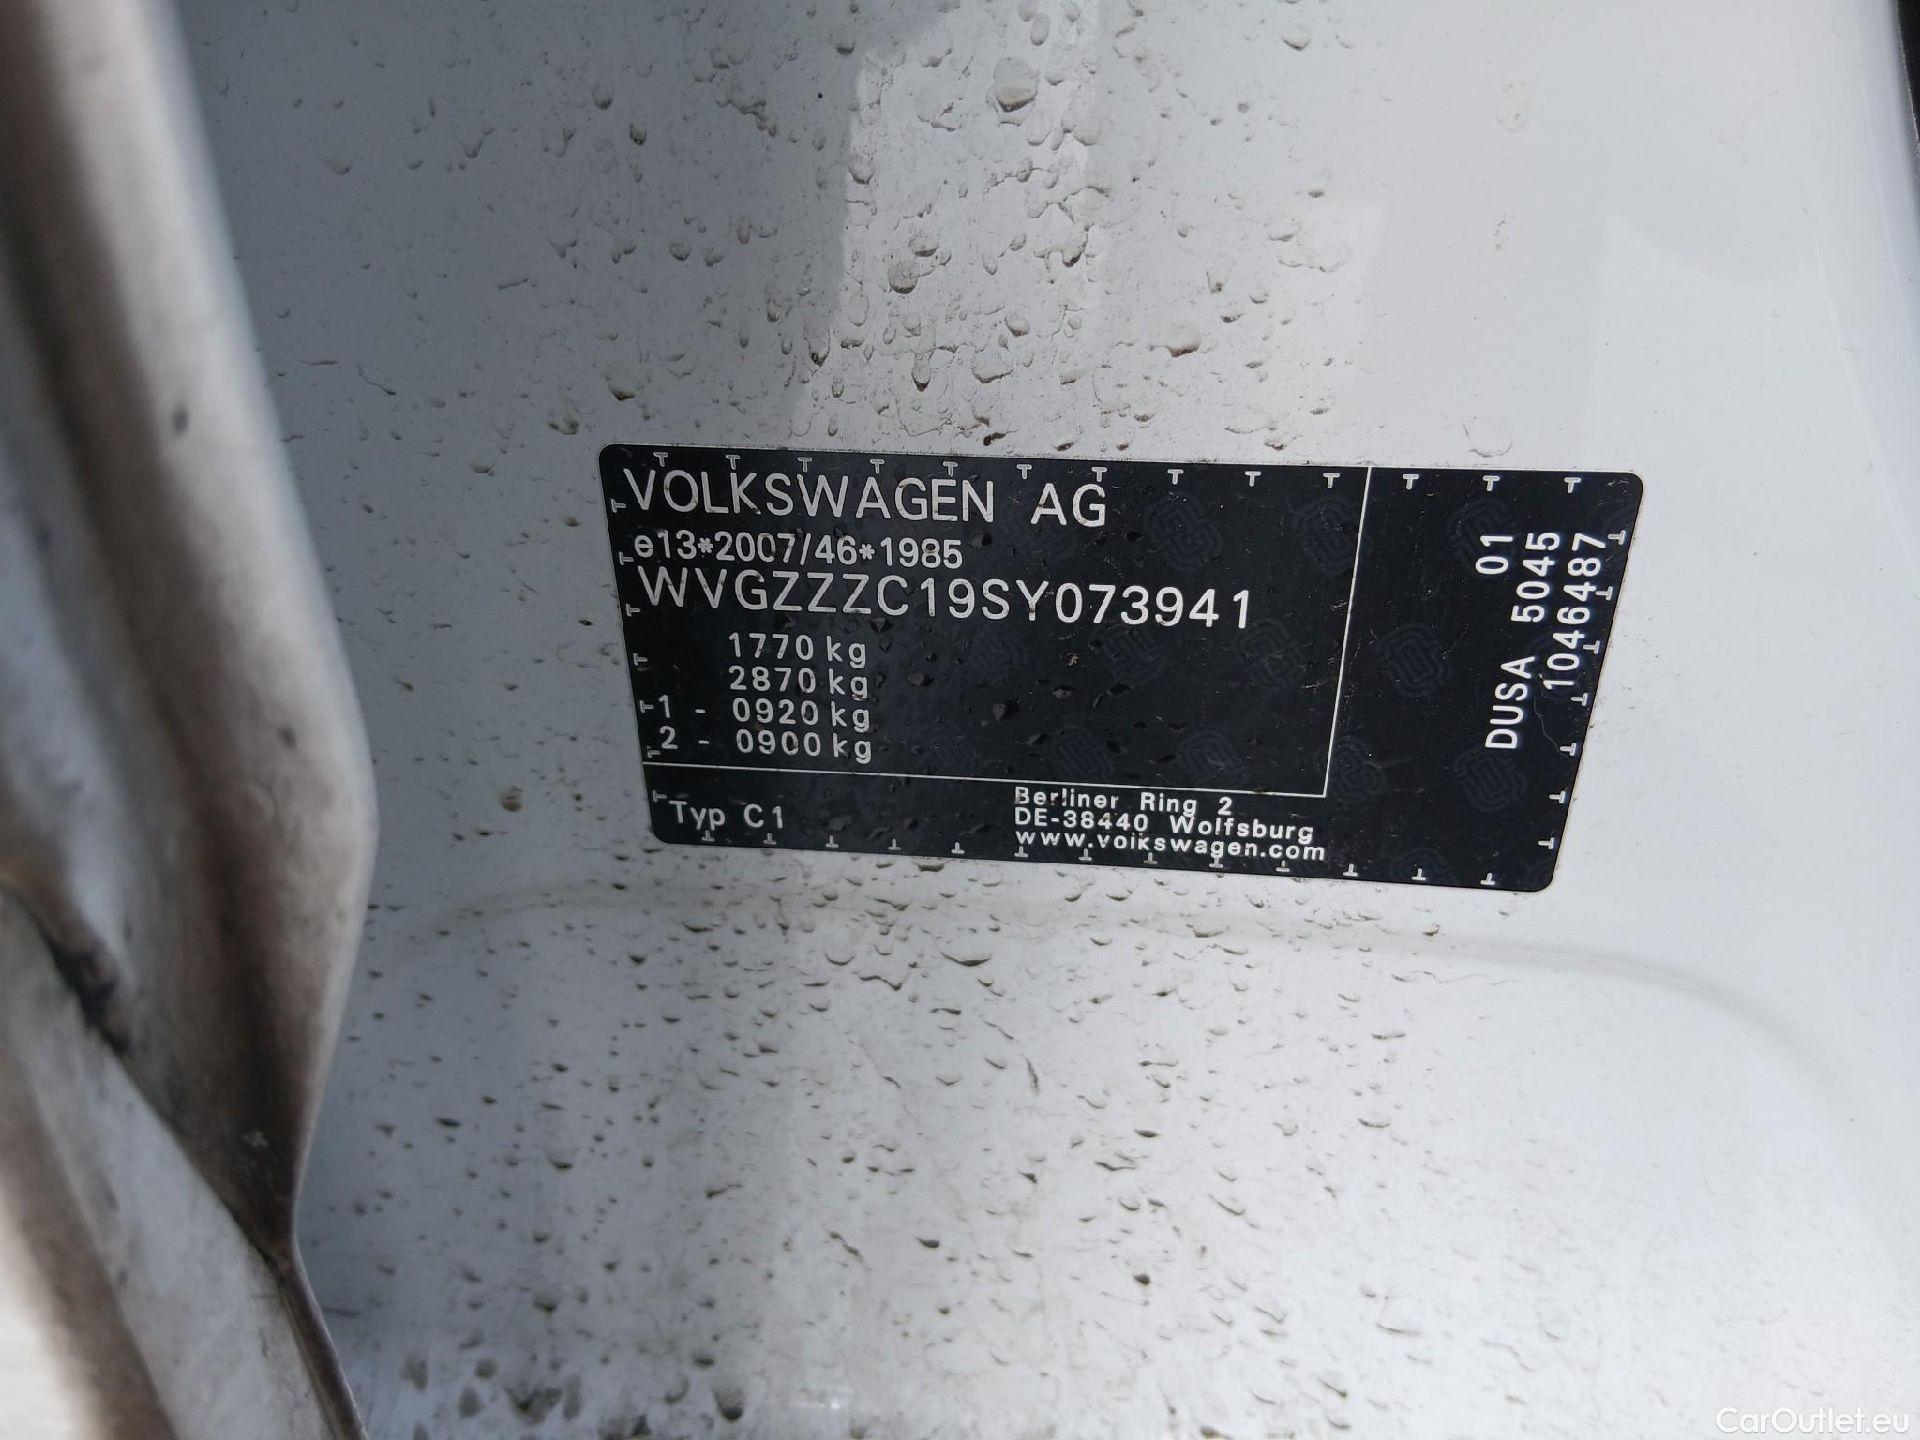 VOLKSWAGEN AG
e13*2007/46*1985
WVGZZZC19SY073941
1770 kg
2870 kg
1 - 0920 kg
2 - 0900 kg
Typ C1
Berliner Ring 2
DE-38440 Wolfsburg
www.volkswagen.com
01
DUSA 5045
1046487
CarOutlet.eu